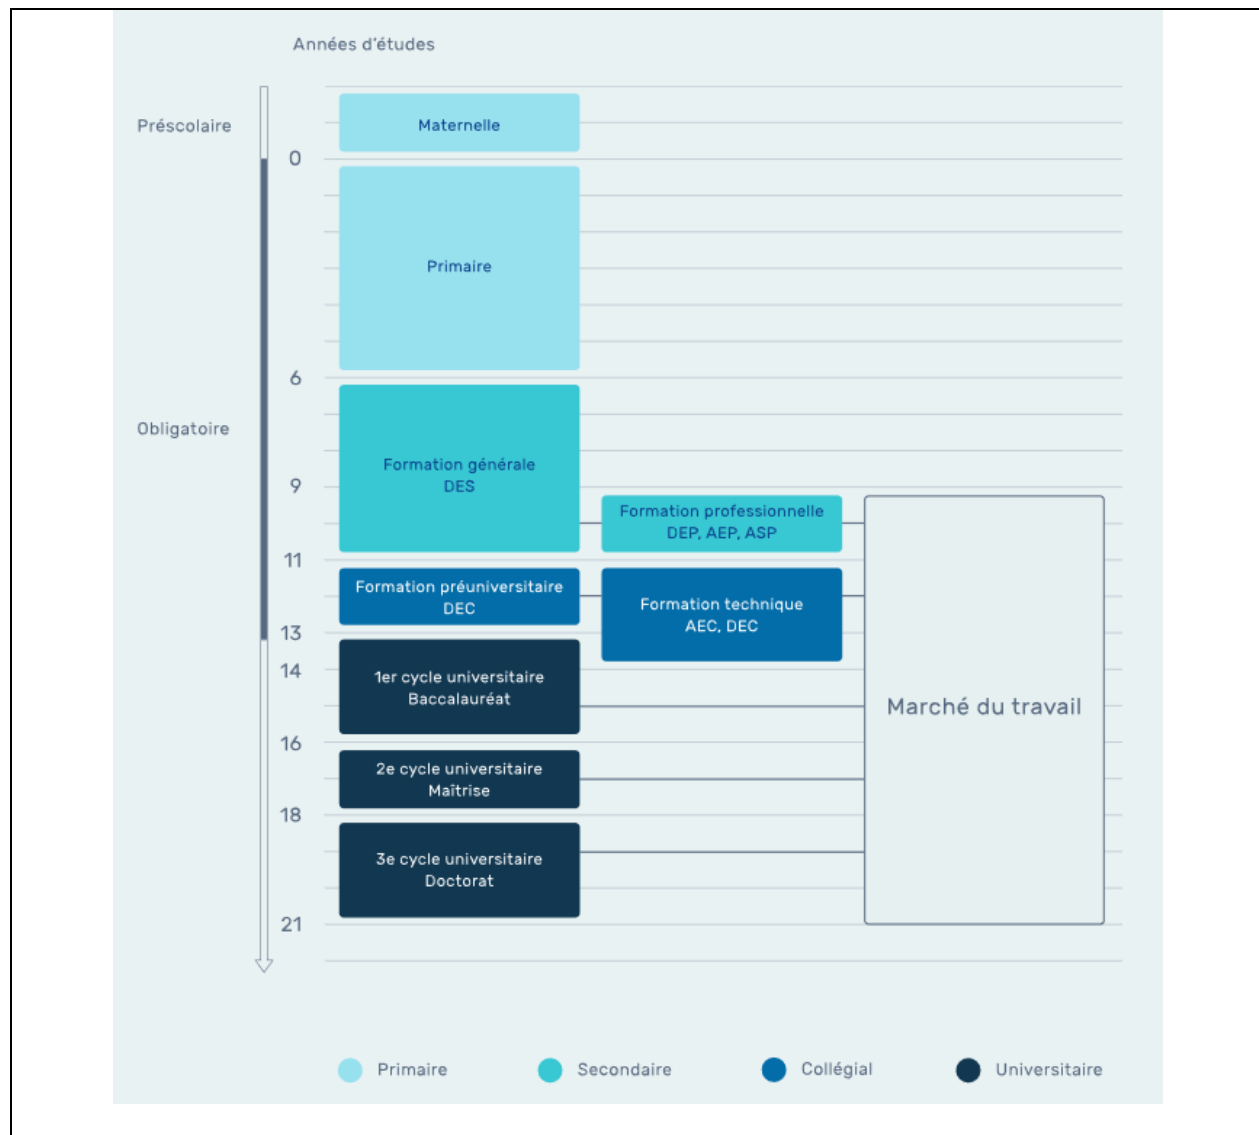 Années d'études
Préscolaire
Maternelle
0
Primaire
6
Obligatoire
Formation générale
DES
9
Formation professionnelle
DEP, AEP, ASP
11
Formation préuniversitaire
DEC
Formation technique
AEC, DEC
13
14
1er cycle universitaire
Baccalauréat
Marché du travail
16
2e cycle universitaire
Maîtrise
18
3e cycle universitaire
Doctorat
21
Primaire
Secondaire
Collégial
Universitaire